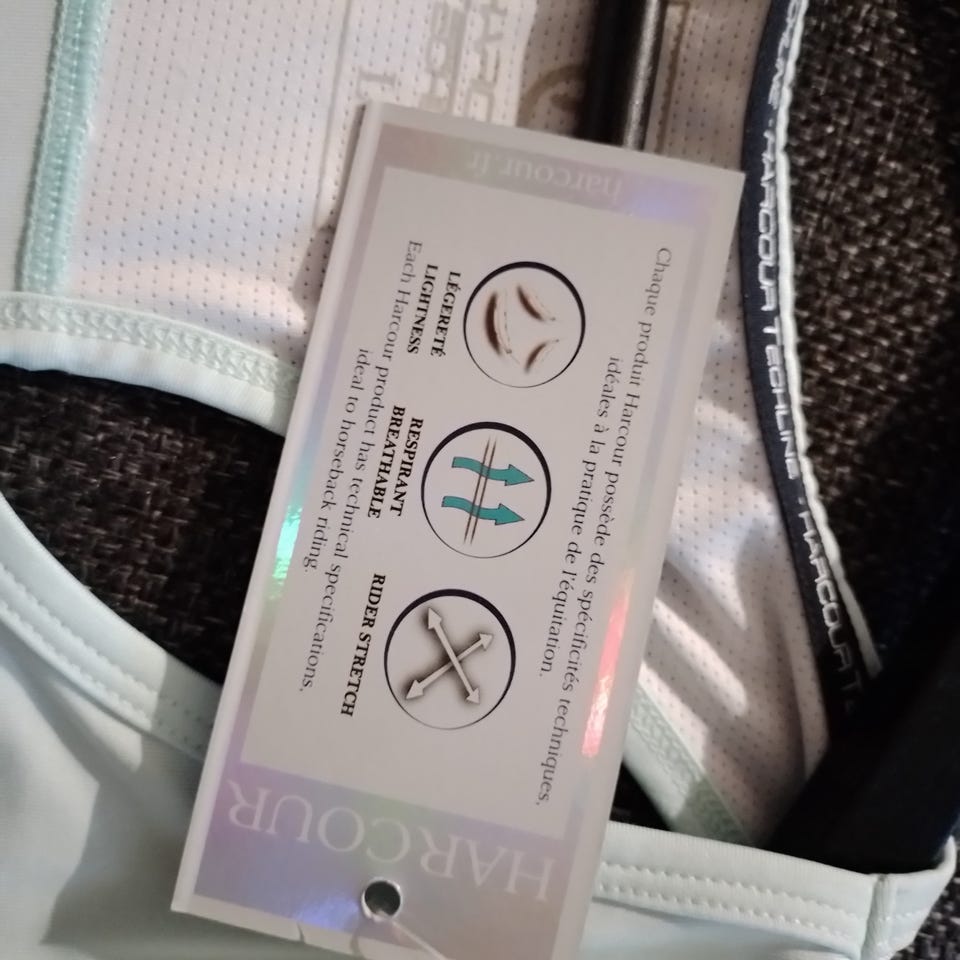 harcour.fr
Chaque produit Harcour possède des spécificités techniques,
idéales à la pratique de l'équitation.
LÉGERETÉ
LIGHTNESS
RESPIRANT
BREATHABLE
RIDER STRETCH
Each Harcour product has technical specifications,
ideal to horseback riding.
HARCOUR
HARCOUR TECHLINE * HARCOUR